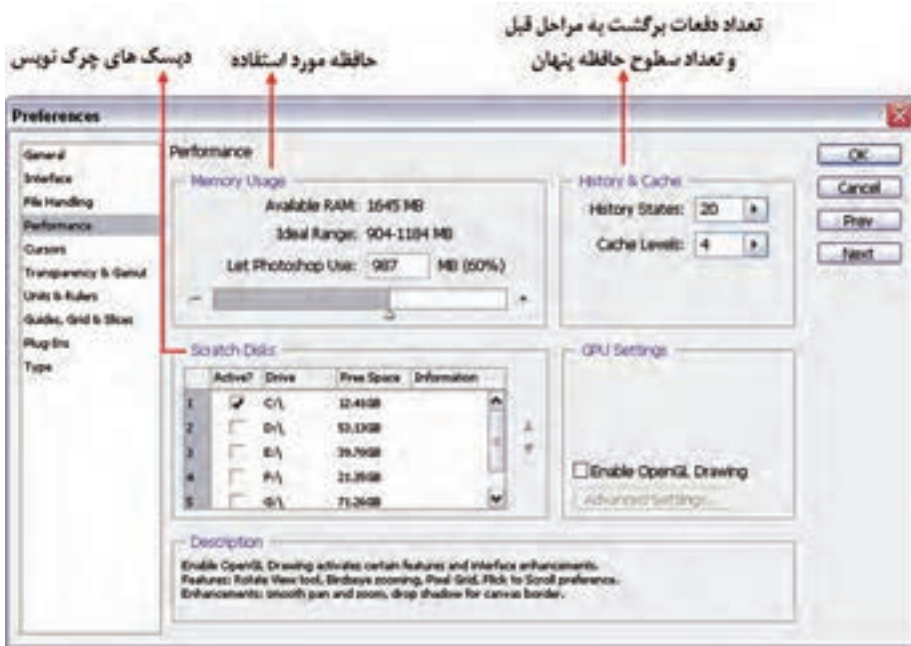 تعداد دفعات برگشت به مراحل قبل
و تعداد سطوح حافظه پنهان
حافظه مورد استفاده
دیسک های چرک نویس
Preferences
General
Interface
File Handling
Performance
Cursors
Transparency & Gamut
Units & Rulers
Guides, Grid & Slices
Plug-Ins
Type
Performance
Memory Usage
Available RAM: 1645 MB
Ideal Range: 904-1184 MB
Let Photoshop Use: 987 MB (60%)
- +
History & Cache
History States: 20
Cache Levels: 4
OK
Cancel
Prev
Next
Scratch Disks
Active? Drive Free Space Information
1 C:\ 12.41GB
2 D:\ 53.13GB
3 E:\ 39.79GB
4 F:\ 21.39GB
5 G:\ 71.26GB
GPU Settings
Enable OpenGL Drawing
Advanced Settings...
Description
Enable OpenGL Drawing activates certain features and interface enhancements.
Features: Rotate View tool, Birdseye zooming, Pixel Grid, Flick to Scroll preference.
Enhancements: smooth pan and zoom, drop shadow for canvas border.